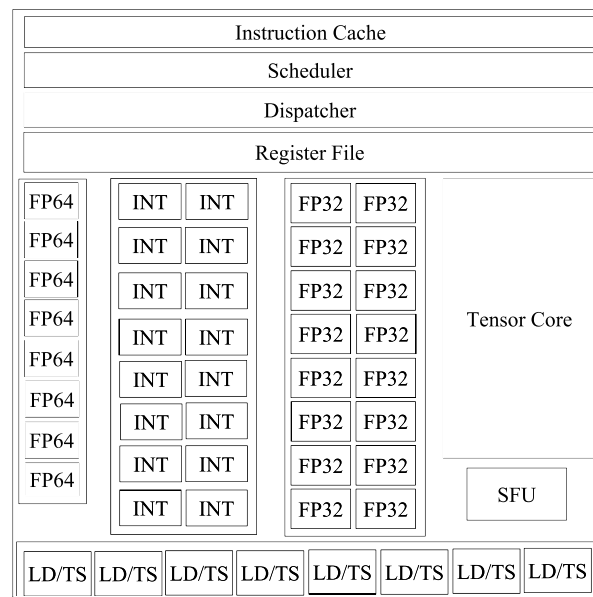 Instruction Cache
Scheduler
Dispatcher
Register File
FP64
FP64
FP64
FP64
FP64
FP64
FP64
FP64
INT INT
INT INT
INT INT
INT INT
INT INT
INT INT
INT INT
INT INT
FP32 FP32
FP32 FP32
FP32 FP32
FP32 FP32
FP32 FP32
FP32 FP32
FP32 FP32
FP32 FP32
Tensor Core
SFU
LD/TS LD/TS LD/TS LD/TS LD/TS LD/TS LD/TS LD/TS